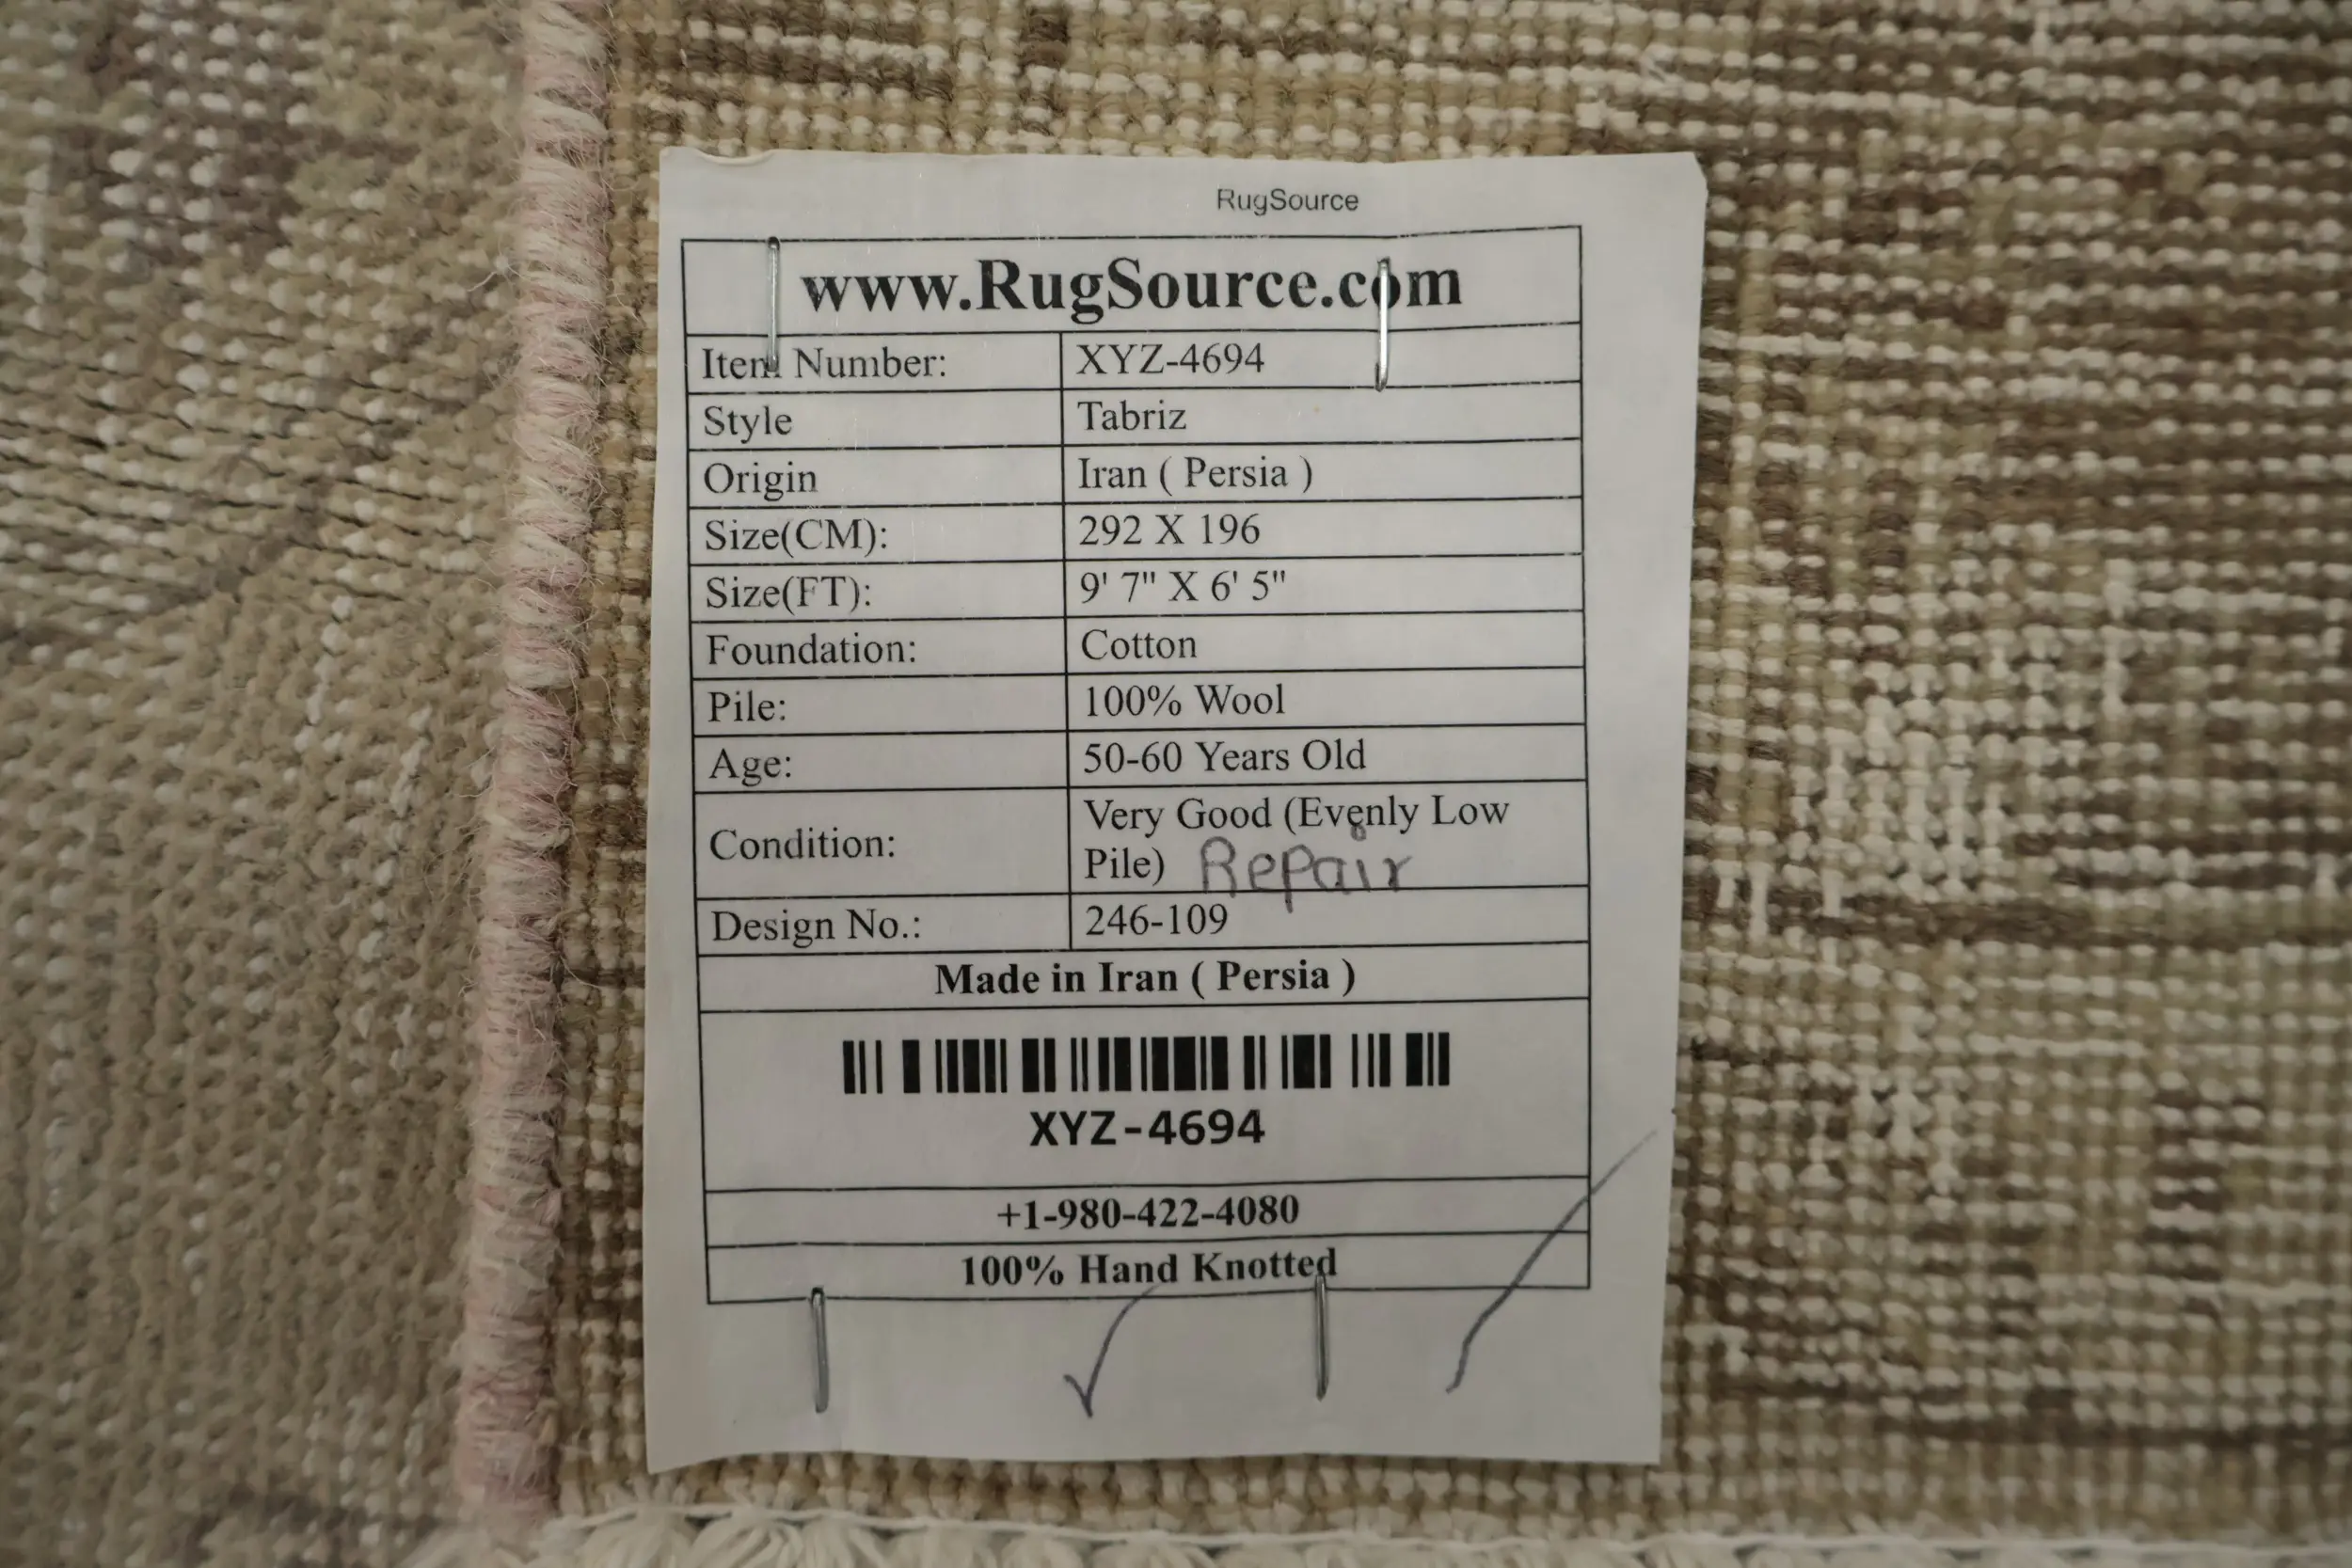 RugSource
www.RugSource.com
Item Number: XYZ-4694
Style Tabriz
Origin Iran ( Persia )
Size(CM): 292 X 196
Size(FT): 9' 7" X 6' 5"
Foundation: Cotton
Pile: 100% Wool
Age: 50-60 Years Old
Condition: Very Good (Evenly Low
Pile) Repair
Design No.: 246-109
Made in Iran ( Persia )
XYZ-4694
+1-980-422-4080
100% Hand Knotted